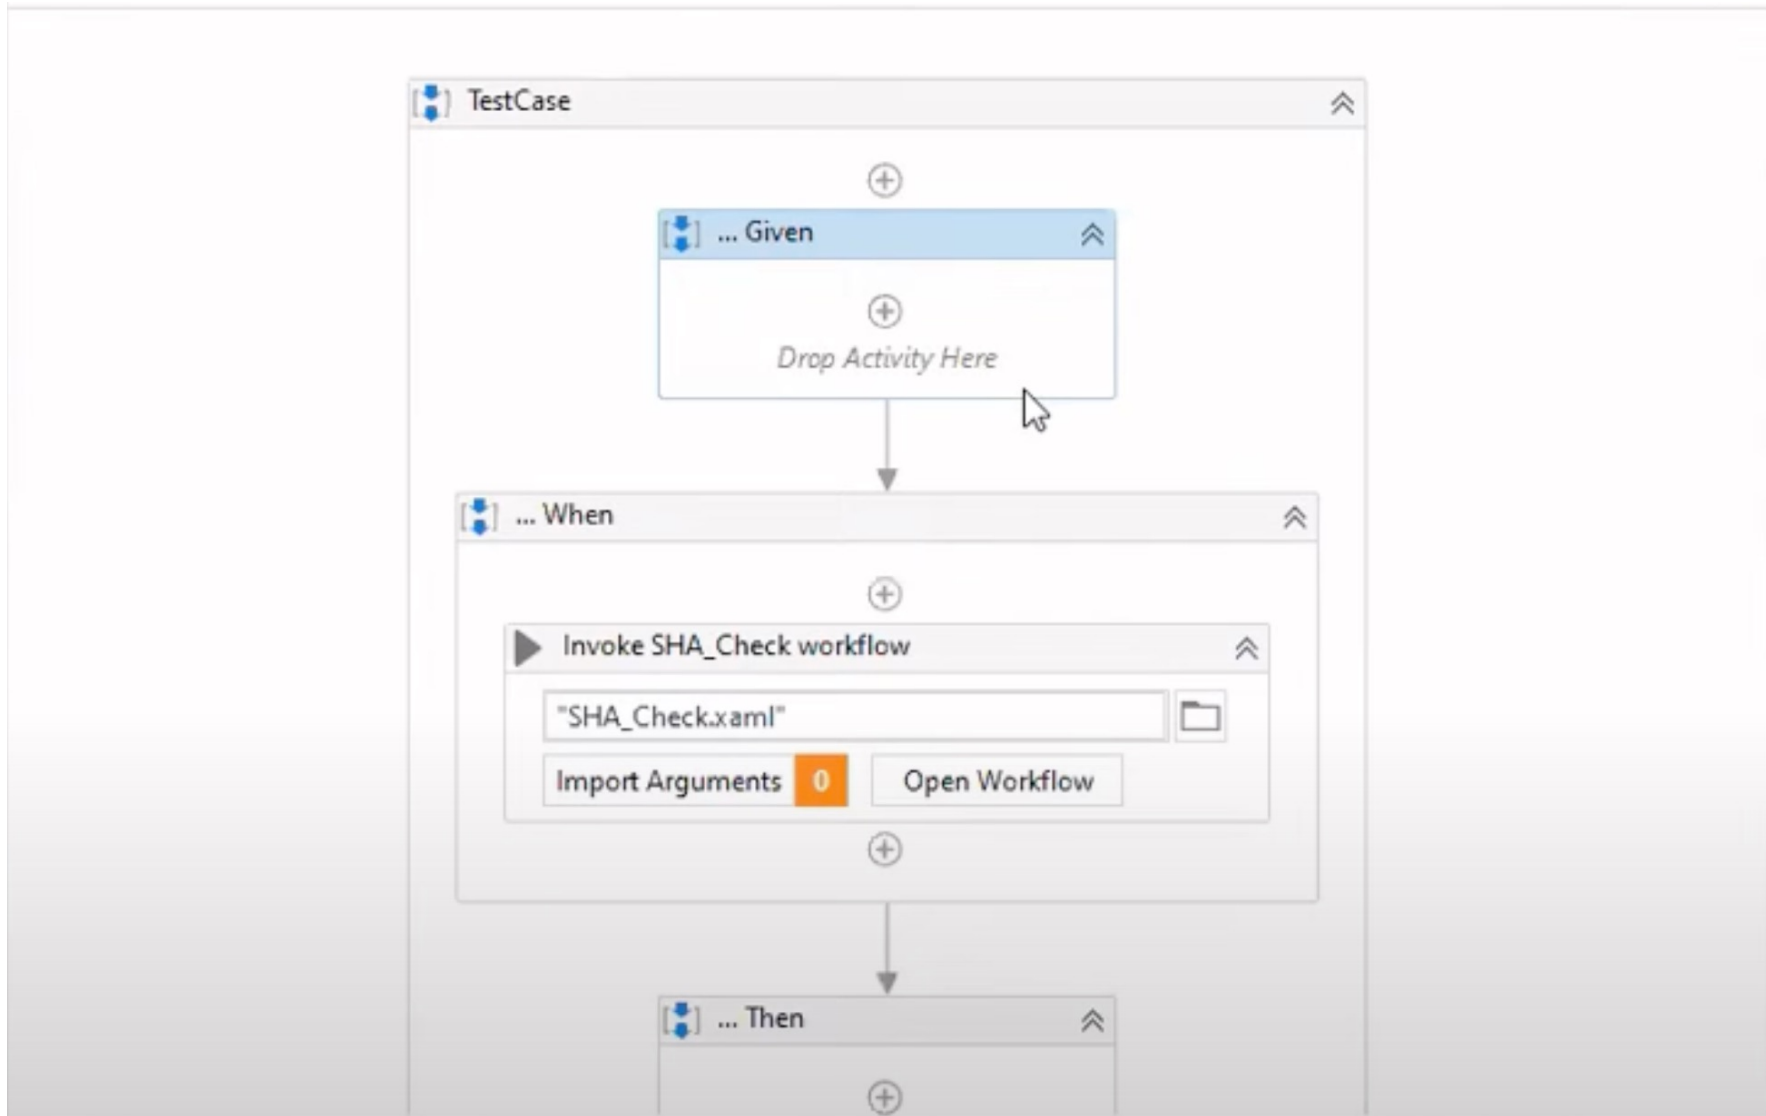 TestCase
... Given
Drop Activity Here
... When
Invoke SHA_Check workflow
"SHA_Check.xaml"
Import Arguments 0 Open Workflow
... Then